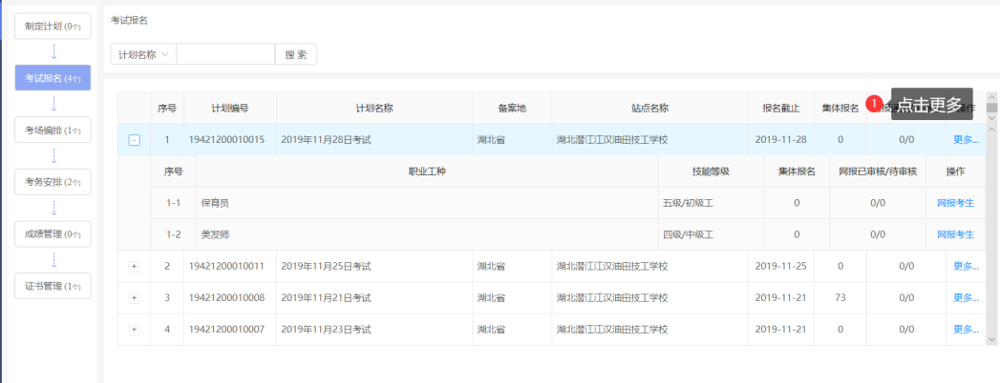 制定计划 (0个)
考试报名 (4个)
考场编排 (1个)
考务安排 (2个)
成绩管理 (0个)
证书管理 (1个)
考试报名
计划名称 搜 索
序号 计划编号 计划名称 备案地 站点名称 报名截止 集体报名 1 点击更多 作
1 19421200010015 2019年11月28日考试 湖北省 湖北潜江江汉油田技工学校 2019-11-28 0 0/0 更多...
序号 职业工种 技能等级 集体报名 网报已审核/待审核 操作
1-1 保育员 五级/初级工 0 0/0 网报考生
1-2 美发师 四级/中级工 0 0/0 网报考生
2 19421200010011 2019年11月25日考试 湖北省 湖北潜江江汉油田技工学校 2019-11-25 0 0/0 更多...
3 19421200010008 2019年11月21日考试 湖北省 湖北潜江江汉油田技工学校 2019-11-21 73 0/0 更多...
4 19421200010007 2019年11月23日考试 湖北省 湖北潜江江汉油田技工学校 2019-11-21 0 0/0 更多...